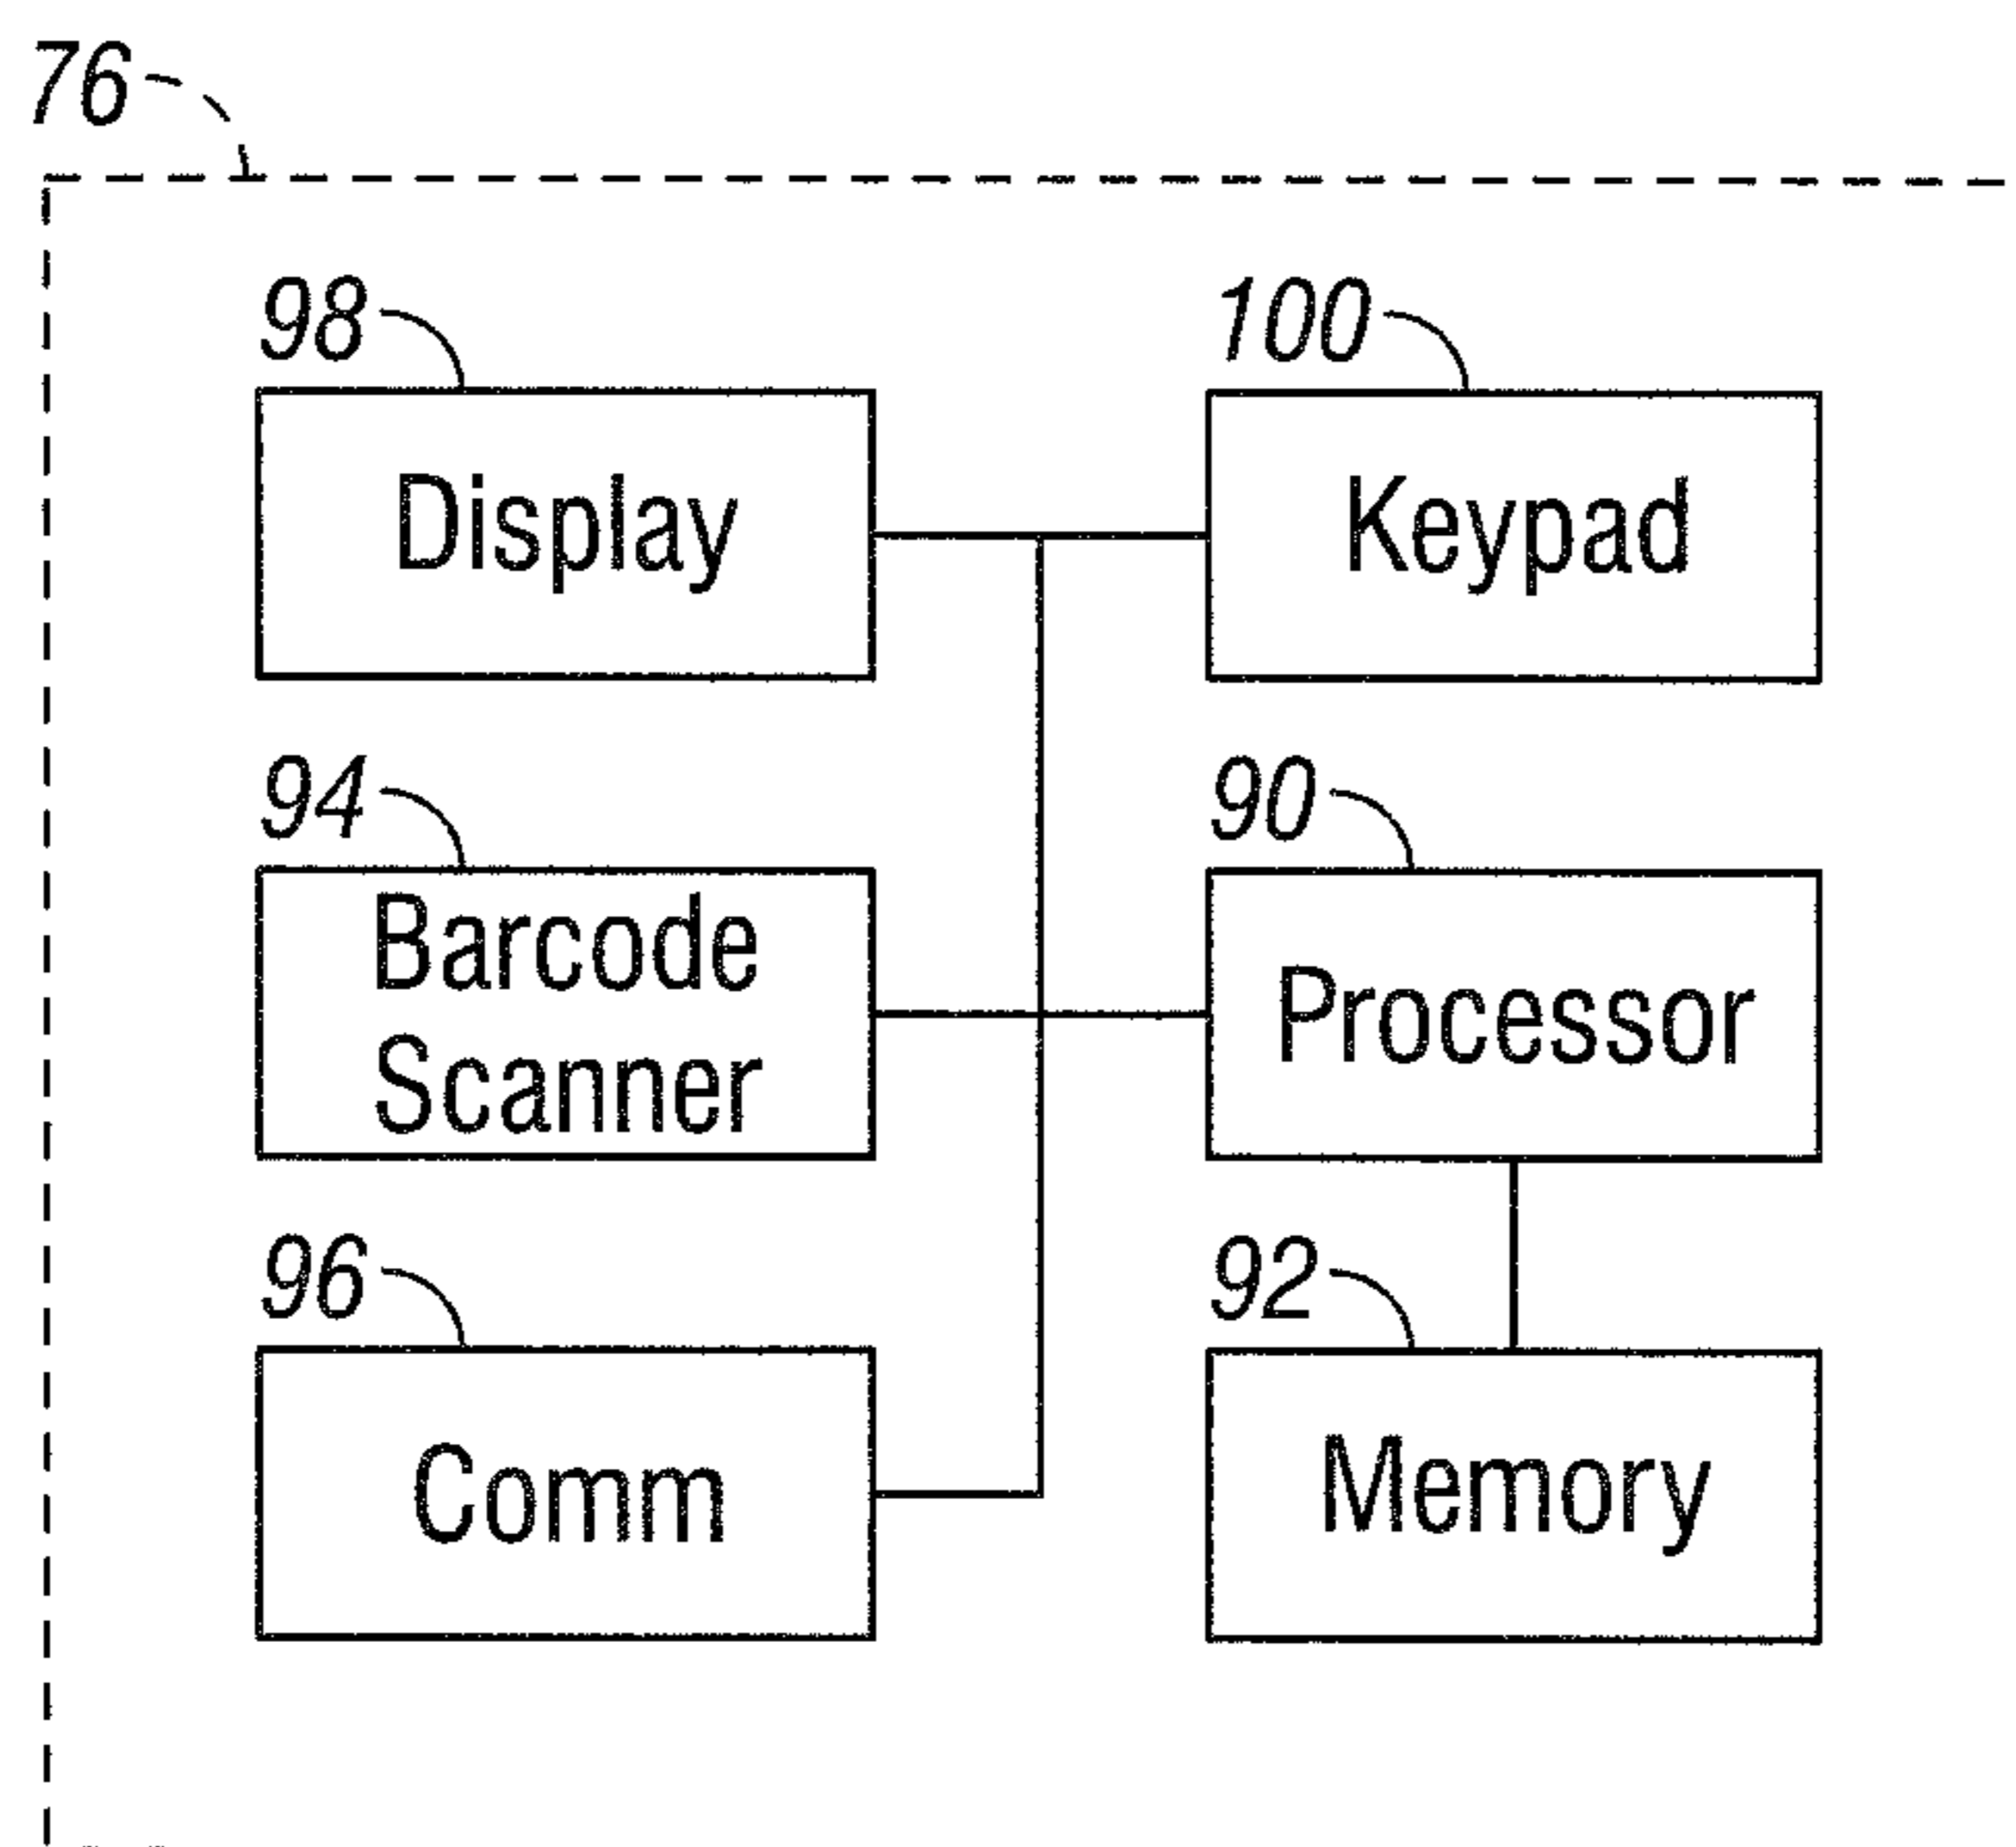 76
98
Display
100
Keypad
94
Barcode
Scanner
90
Processor
96
Comm
92
Memory